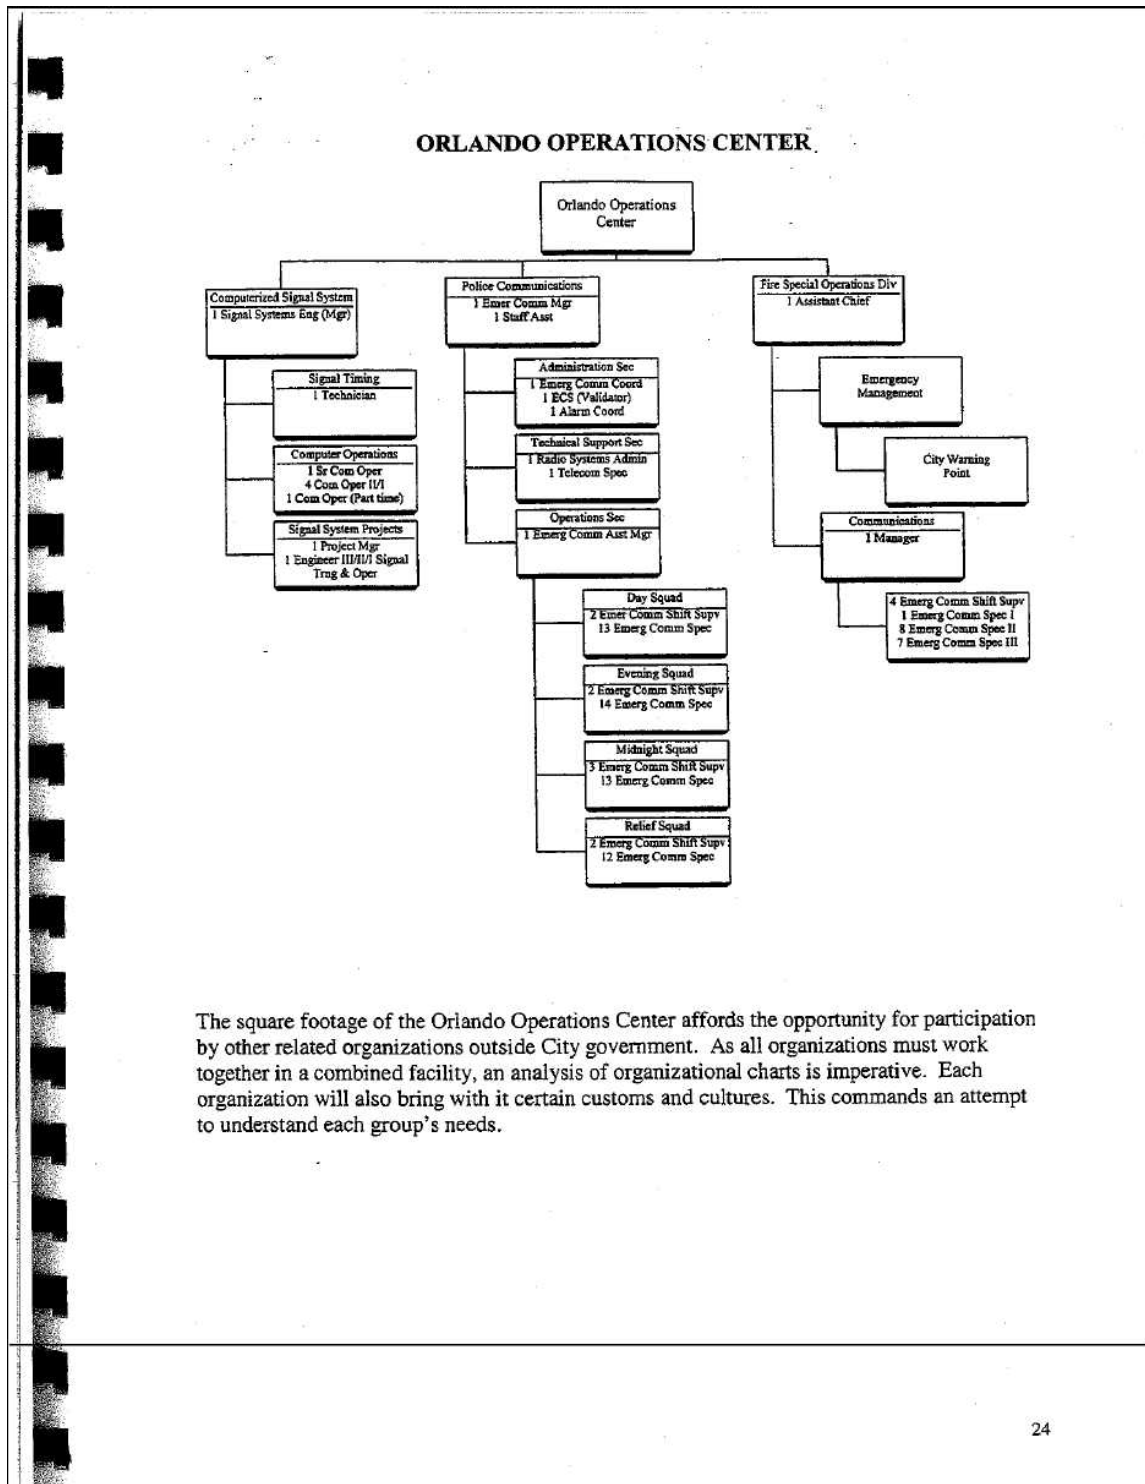 ORLANDO OPERATIONS CENTER
Orlando Operations
Center
Computerized Signal System
1 Signal Systems Eng (Mgr)
Signal Timing
1 Technician
Computer Operations
1 Sr Com Oper
4 Com Oper II/I
1 Com Oper (Part time)
Signal System Projects
1 Project Mgr
1 Engineer III/II/I Signal
Trng & Oper
Police Communications
1 Emer Comm Mgr
1 Staff Asst
Administration Sec
1 Emerg Comm Coord
1 ECS (Validator)
1 Alarm Coord
Technical Support Sec
1 Radio Systems Admin
1 Telecom Spec
Operations Sec
1 Emerg Comm Asst Mgr
Day Squad
2 Emer Comm Shift Supv
13 Emerg Comm Spec
Evening Squad
2 Emerg Comm Shift Supv
14 Emerg Comm Spec
Midnight Squad
3 Emerg Comm Shift Supv
13 Emerg Comm Spec
Relief Squad
2 Emerg Comm Shift Supv
12 Emerg Comm Spec
Fire Special Operations Div
1 Assistant Chief
Emergency
Management
City Warning
Point
Communications
1 Manager
4 Emerg Comm Shift Supv
1 Emerg Comm Spec I
8 Emerg Comm Spec II
7 Emerg Comm Spec III
The square footage of the Orlando Operations Center affords the opportunity for participation
by other related organizations outside City government. As all organizations must work
together in a combined facility, an analysis of organizational charts is imperative. Each
organization will also bring with it certain customs and cultures. This commands an attempt
to understand each group's needs.
24